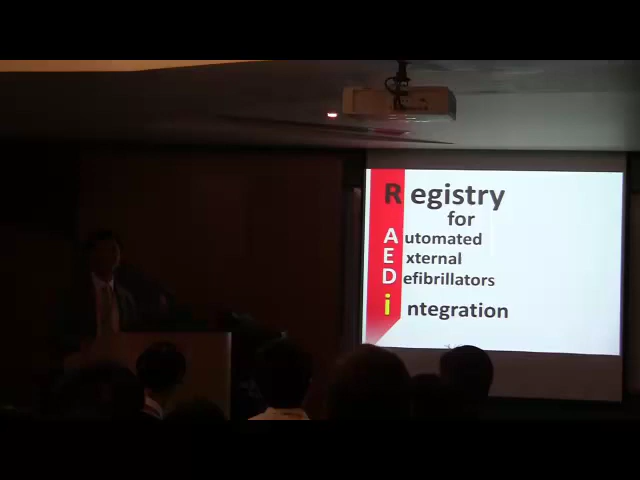 Registry
for
Automated
External
Defibrillators
integration